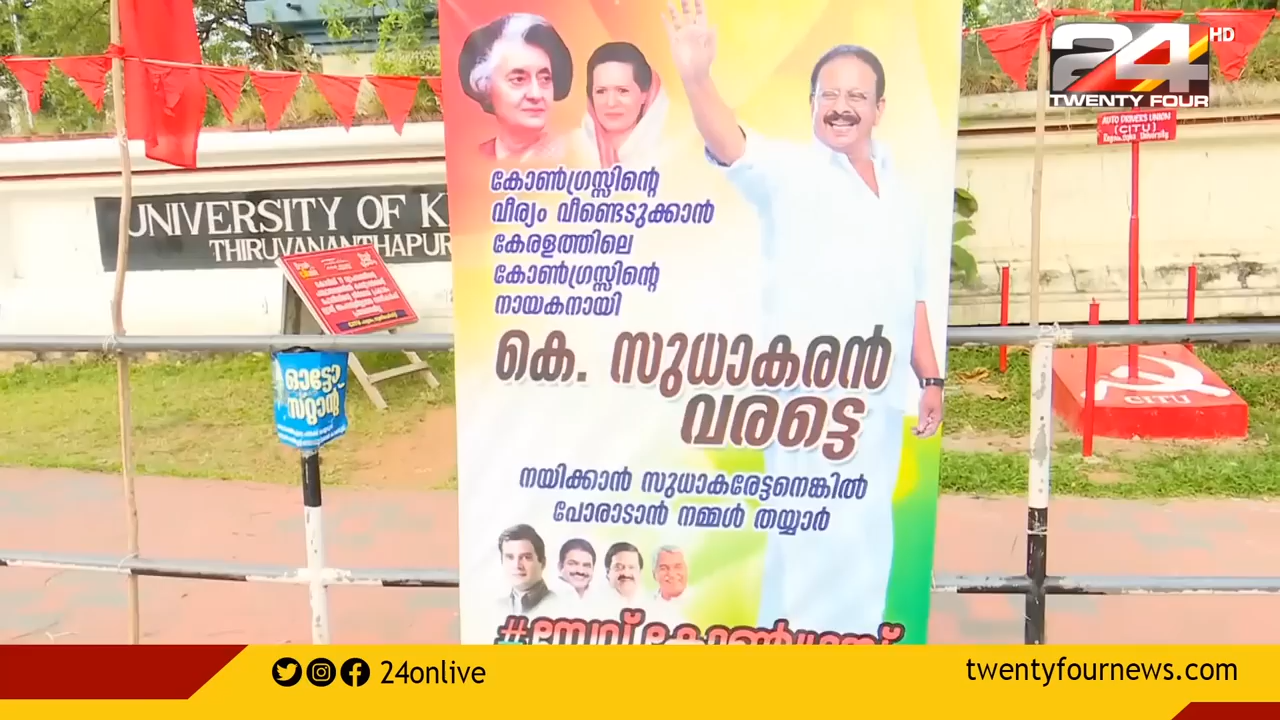 24 HD
TWENTY FOUR
AUTO DRIVERS UNION
(CITU)
UNIVERSITY OF K
THIRUVANANTHAPUR
കോൺഗ്രസ്സിന്റെ
വീര്യം വീണ്ടെടുക്കാൻ
കേരളത്തിലെ
കോൺഗ്രസ്സിന്റെ
നായകനായി
കെ. സുധാകരൻ
വരട്ടെ
നയിക്കാൻ സുധാകരേട്ടനെങ്കിൽ
പോരാടാൻ നമ്മൾ തയ്യാർ
ഓട്ടോ
സ്റ്റാന്റ്
CITU
24onlive
twentyfournews.com